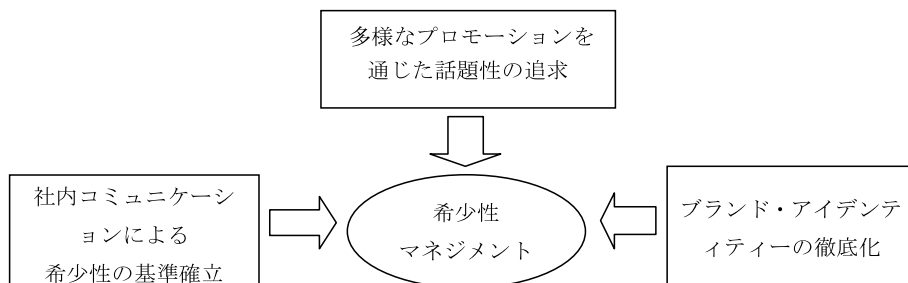 多様なプロモーションを
通じた話題性の追求
社内コミュニケーシ
ョンによる
希少性の基準確立
希少性
マネジメント
ブランド・アイデンテ
ィティーの徹底化